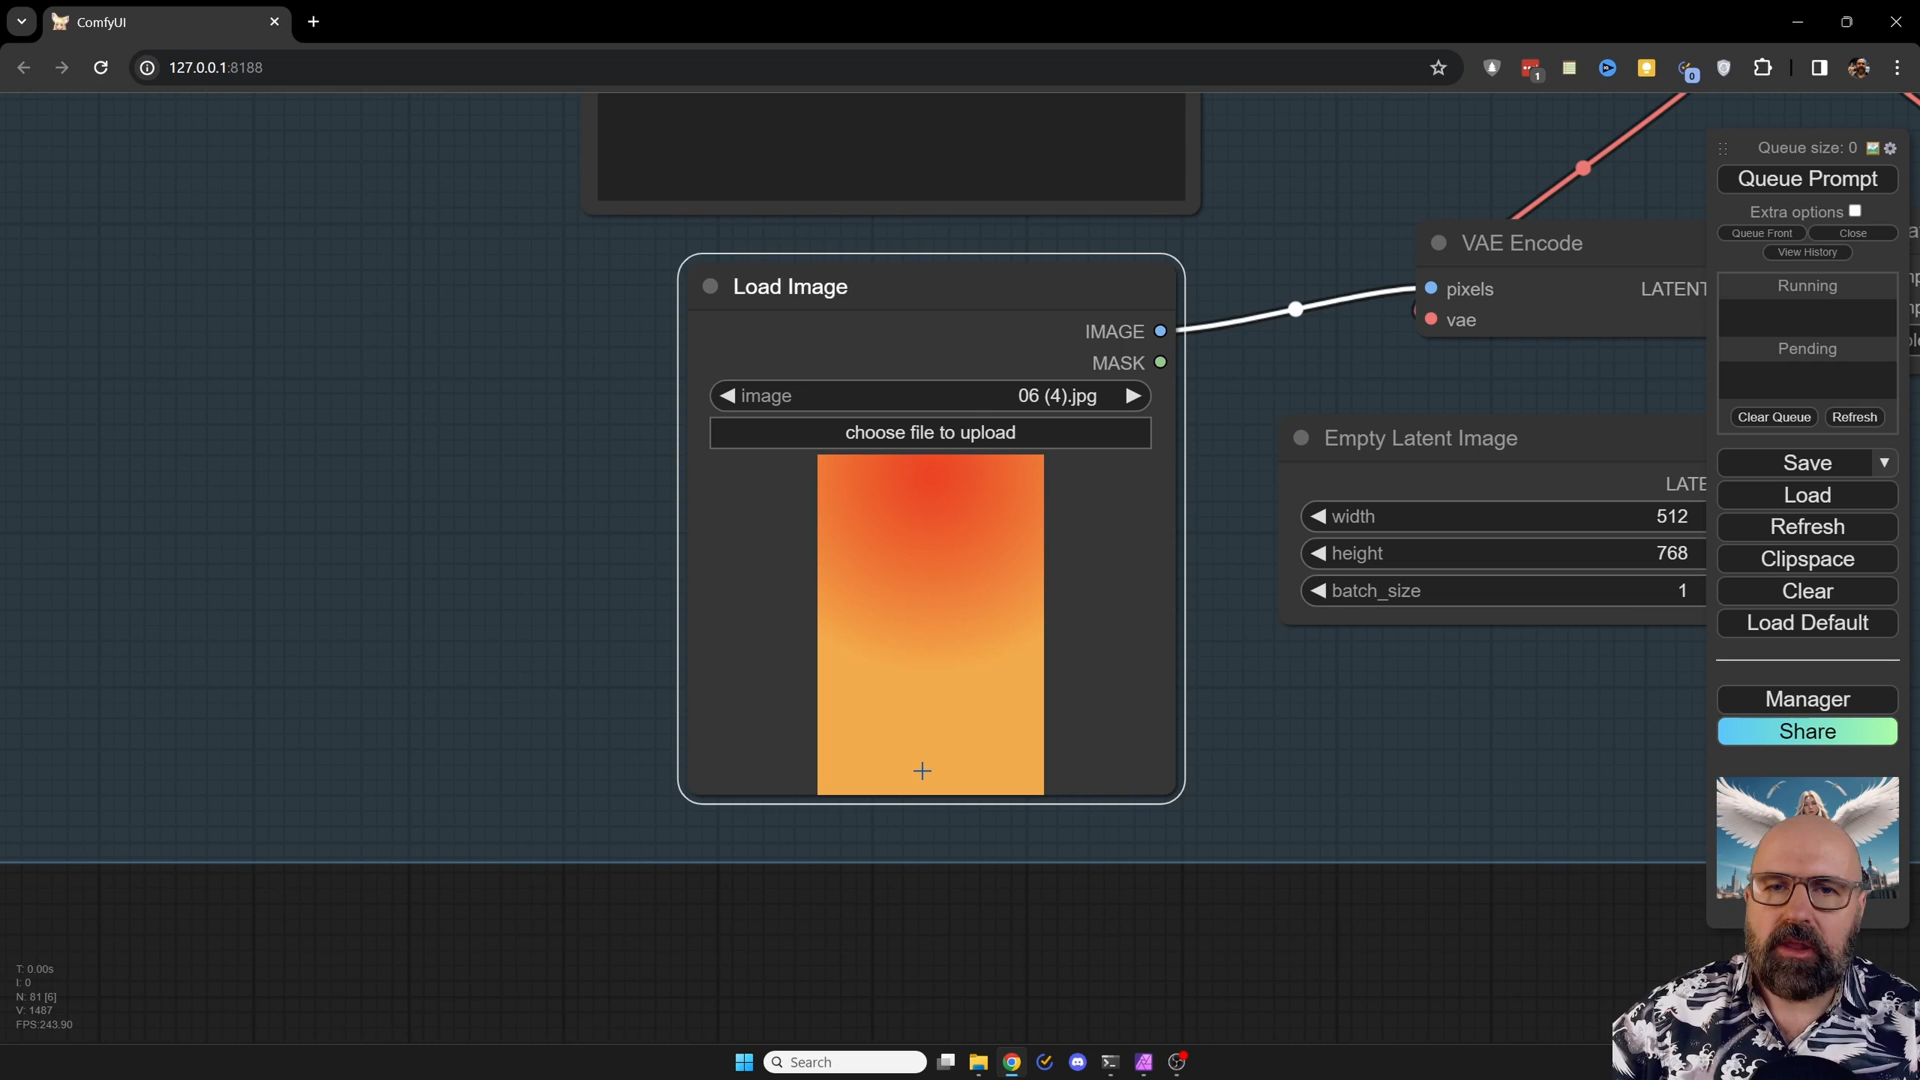 ComfyUI
127.0.0.1:8188
1
0
Queue size: 0
Queue Prompt
Extra options
Queue Front
Close
View History
Running
Pending
Clear Queue
Refresh
Save
Load
Refresh
Clipspace
Clear
Load Default
Manager
Share
VAE Encode
pixels
LATENT
vae
Load Image
IMAGE
MASK
image
06 (4).jpg
choose file to upload
Empty Latent Image
LATE
width
512
height
768
batch_size
1
T: 0.00s
I: 0
N: 81 [6]
V: 1487
FPS:243.90
Search